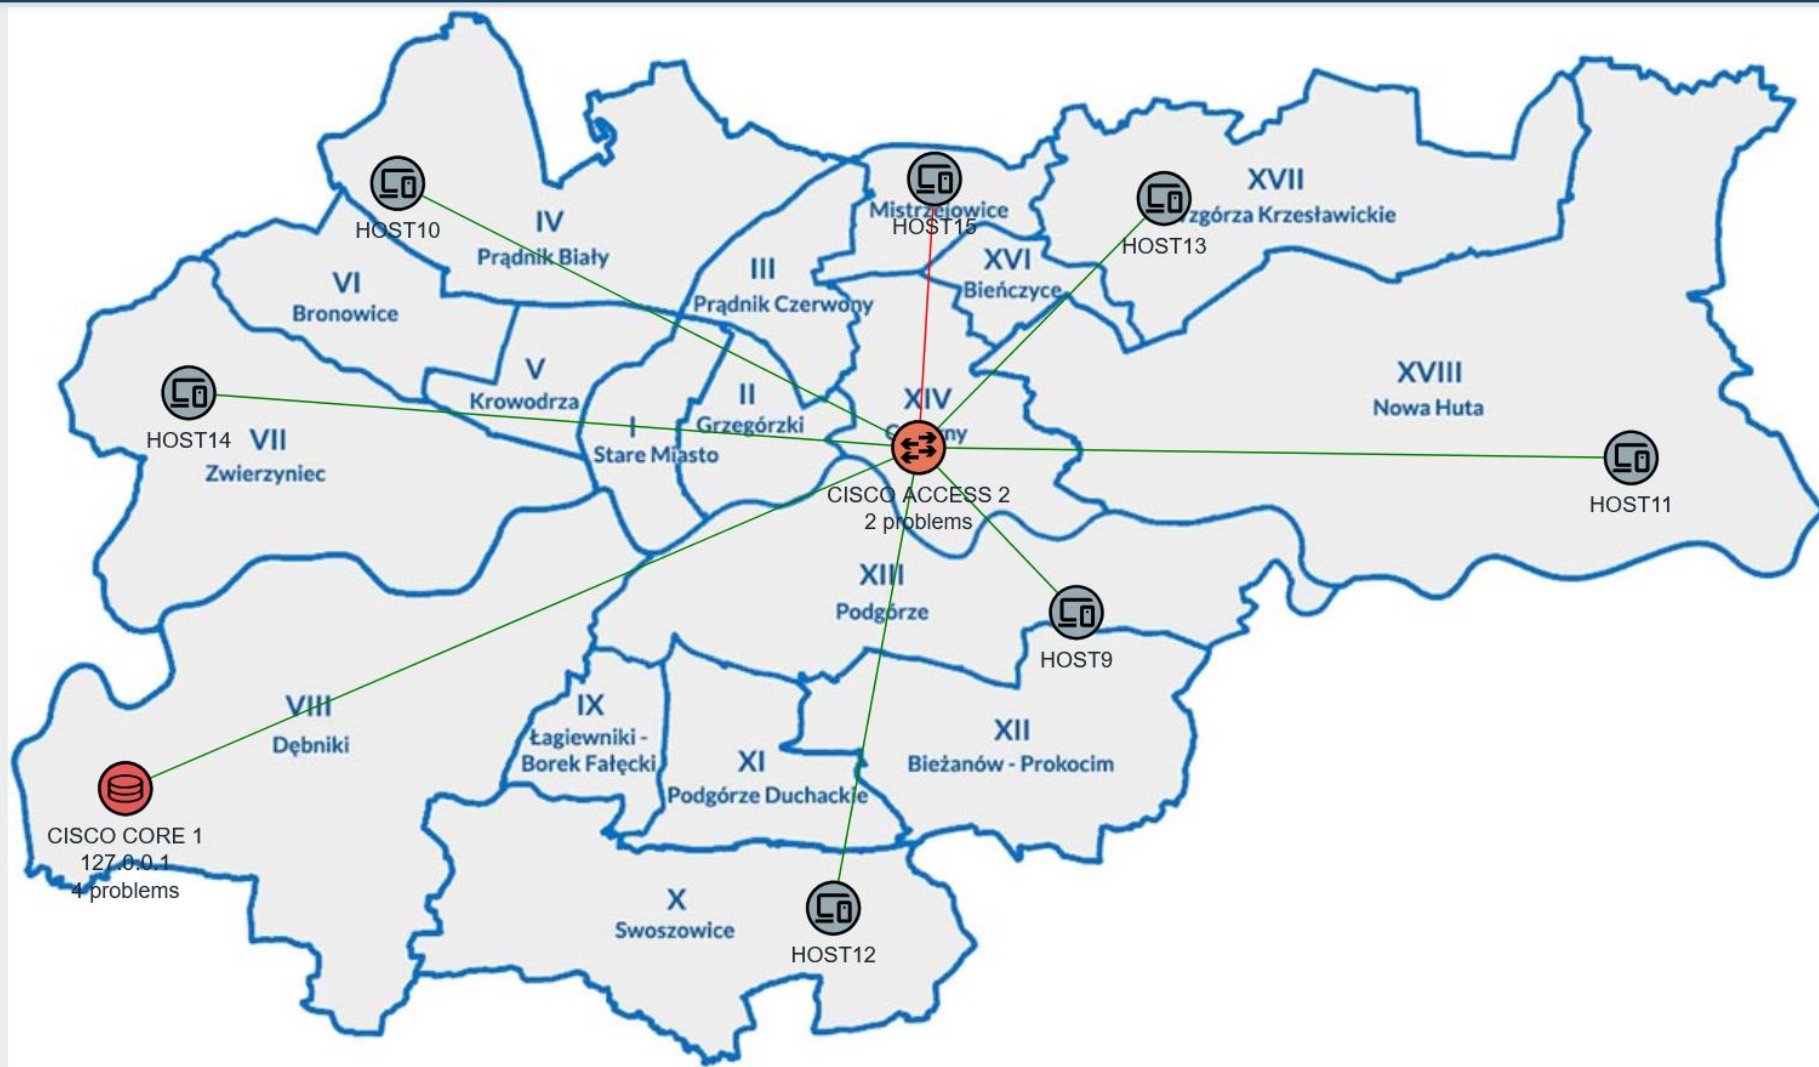 HOST10
IV
Prądnik Biały
VI
Bronowice
III
Prądnik Czerwony
Mistrzejowice
HOST15
XVI
Bieńczyce
HOST13
XVII
Krzesławickie
HOST14
VII
Zwierzyniec
V
Krowodrza
I
Stare Miasto
II
Grzegórzki
XIV
CISCO ACCESS 2
2 problems
XVIII
Nowa Huta
HOST11
XIII
Podgórze
HOST9
VIII
Dębniki
IX
Łagiewniki -
Borek Fałęcki
XI
Podgórze Duchackie
XII
Bieżanów - Prokocim
CISCO CORE 1
127.0.0.1
4 problems
X
Swoszowice
HOST12